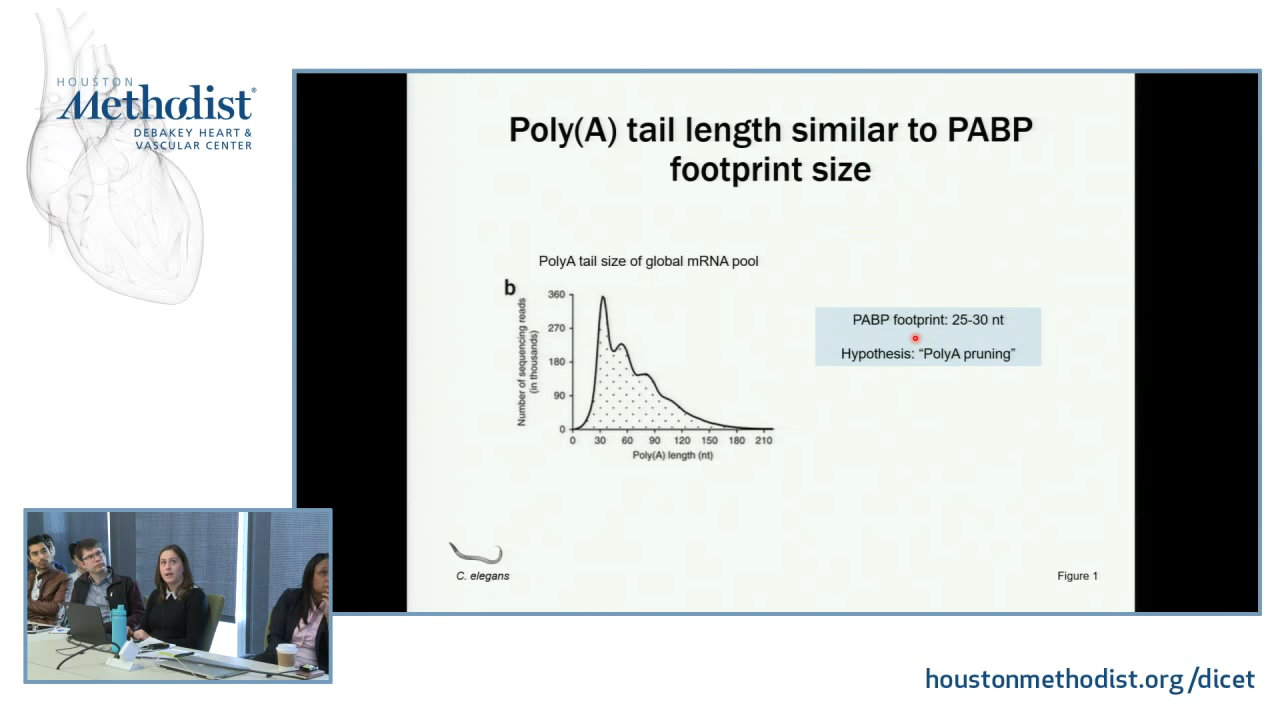 HOUSTON
Methodist®
DEBAKEY HEART &
VASCULAR CENTER
Poly(A) tail length similar to PABP
footprint size
PolyA tail size of global mRNA pool
b
Number of sequencing reads
(in thousands)
360
270
180
90
0
0 30 60 90 120 150 180 210
Poly(A) length (nt)
PABP footprint: 25-30 nt
Hypothesis: “PolyA pruning”
C. elegans
Figure 1
houstonmethodist.org/dicet